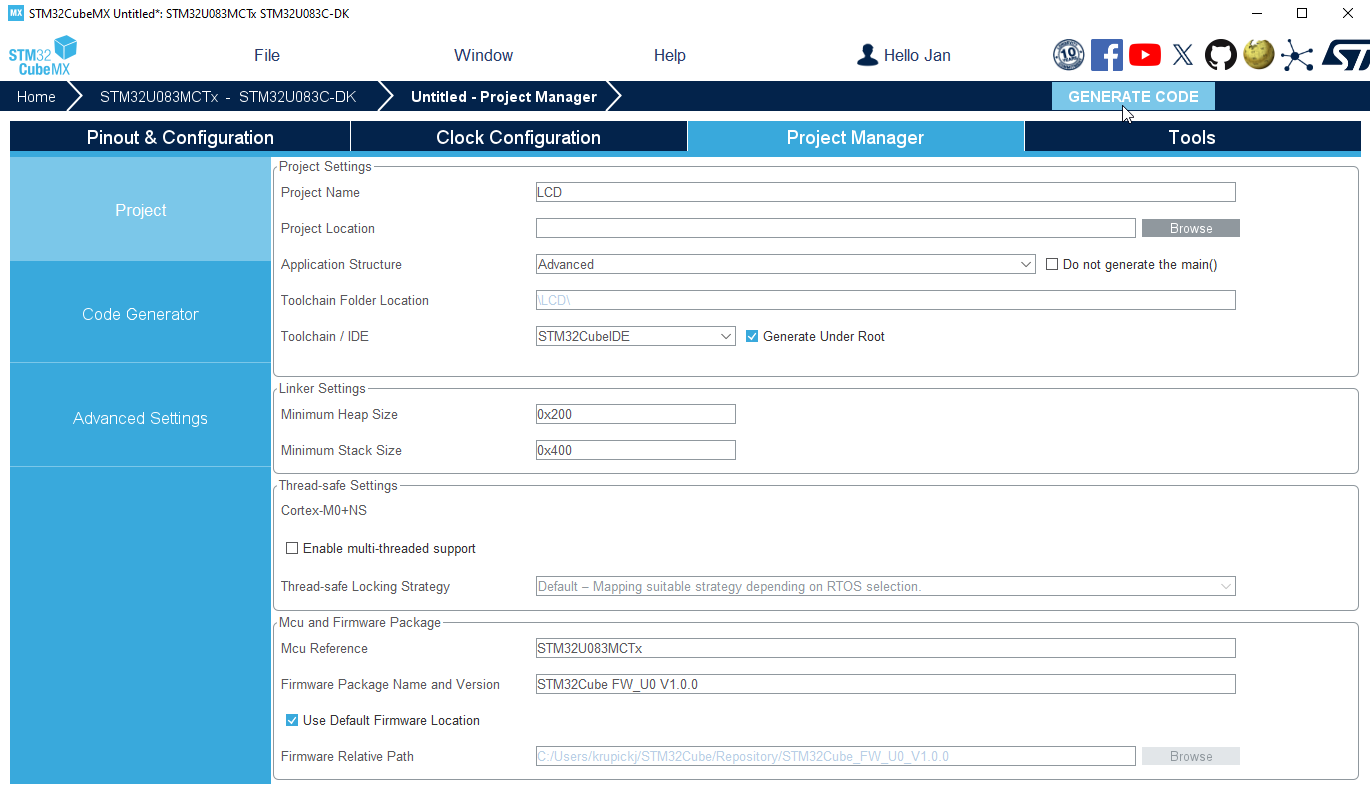 MX STM32CubeMX Untitled*: STM32U083MCTx STM32U083C-DK
STM32 CubeMX
File Window Help Hello Jan
10
Home STM32U083MCTx - STM32U083C-DK Untitled - Project Manager GENERATE CODE
Pinout & Configuration Clock Configuration Project Manager Tools
Project
Code Generator
Advanced Settings
Project Settings
Project Name LCD
Project Location Browse
Application Structure Advanced Do not generate the main()
Toolchain Folder Location \LCD\
Toolchain / IDE STM32CubeIDE Generate Under Root
Linker Settings
Minimum Heap Size 0x200
Minimum Stack Size 0x400
Thread-safe Settings
Cortex-M0+NS
Enable multi-threaded support
Thread-safe Locking Strategy Default – Mapping suitable strategy depending on RTOS selection.
Mcu and Firmware Package
Mcu Reference STM32U083MCTx
Firmware Package Name and Version STM32Cube FW_U0 V1.0.0
Use Default Firmware Location
Firmware Relative Path C:/Users/krupickj/STM32Cube/Repository/STM32Cube_FW_U0_V1.0.0 Browse